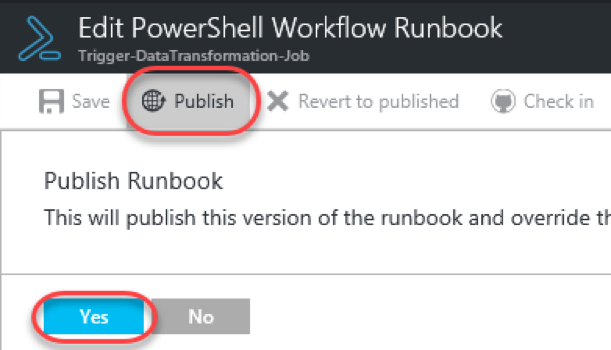 Edit PowerShell Workflow Runbook
Trigger-DataTransformation-Job
Save Publish Revert to published Check in
Publish Runbook
This will publish this version of the runbook and override
Yes No